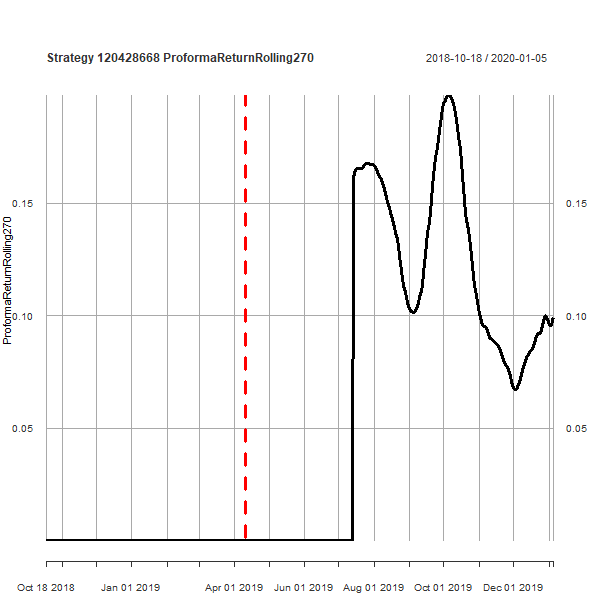 Strategy 120428668 ProformaReturnRolling270
2018-10-18 / 2020-01-05
ProformaReturnRolling270
0.15
0.10
0.05
0.15
0.10
0.05
Oct 18 2018
Jan 01 2019
Apr 01 2019
Jun 01 2019
Aug 01 2019
Oct 01 2019
Dec 01 2019